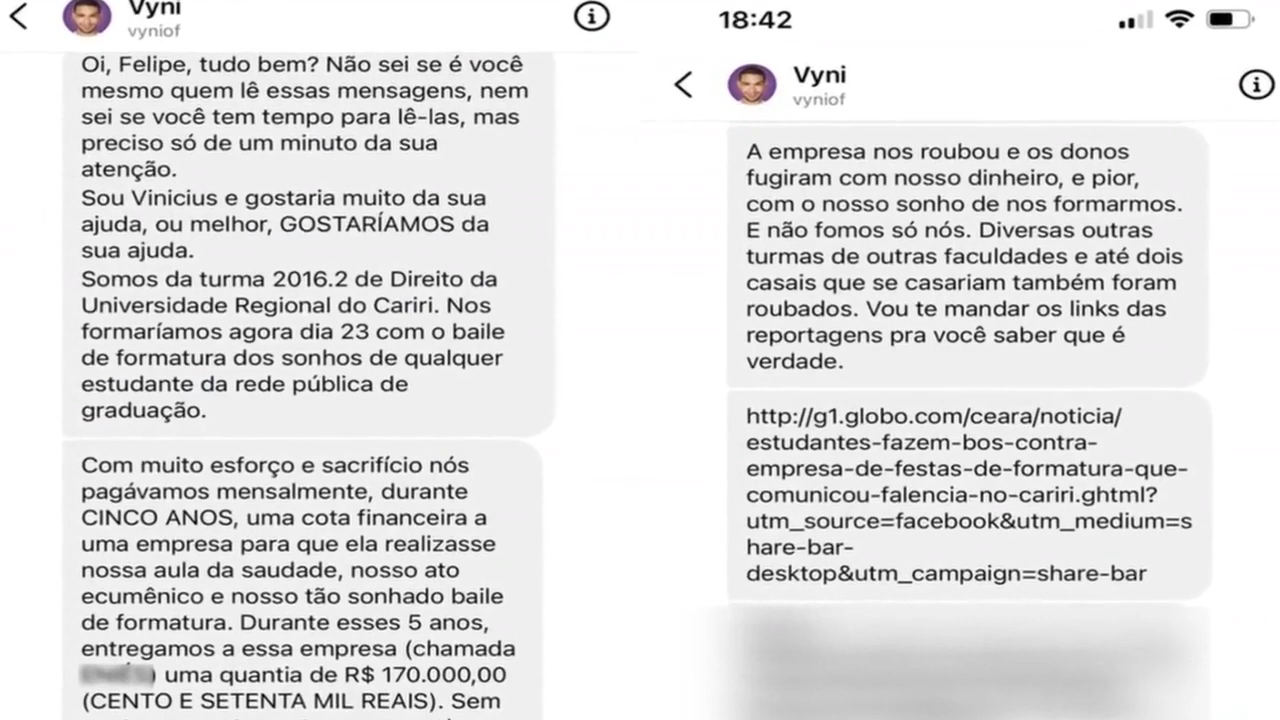 Vyni
vyniof
Oi, Felipe, tudo bem? Não sei se é você
mesmo quem lê essas mensagens, nem
sei se você tem tempo para lê-las, mas
preciso só de um minuto da sua
atenção.
Sou Vinicius e gostaria muito da sua
ajuda, ou melhor, GOSTARÍAMOS da
sua ajuda.
Somos da turma 2016.2 de Direito da
Universidade Regional do Cariri. Nos
formaríamos agora dia 23 com o baile
de formatura dos sonhos de qualquer
estudante da rede pública de
graduação.
Com muito esforço e sacrifício nós
pagávamos mensalmente, durante
CINCO ANOS, uma cota financeira a
uma empresa para que ela realizasse
nossa aula da saudade, nosso ato
ecumênico e nosso tão sonhado baile
de formatura. Durante esses 5 anos,
entregamos a essa empresa (chamada
) uma quantia de R$ 170.000,00
(CENTO E SETENTA MIL REAIS). Sem
18:42
Vyni
vyniof
A empresa nos roubou e os donos
fugiram com nosso dinheiro, e pior,
com o nosso sonho de nos formarmos.
E não fomos só nós. Diversas outras
turmas de outras faculdades e até dois
casais que se casariam também foram
roubados. Vou te mandar os links das
reportagens pra você saber que é
verdade.
http://g1.globo.com/ceara/noticia/
estudantes-fazem-bos-contra-
empresa-de-festas-de-formatura-que-
comunicou-falencia-no-cariri.ghtml?
utm_source=facebook&utm_medium=s
hare-bar-
desktop&utm_campaign=share-bar